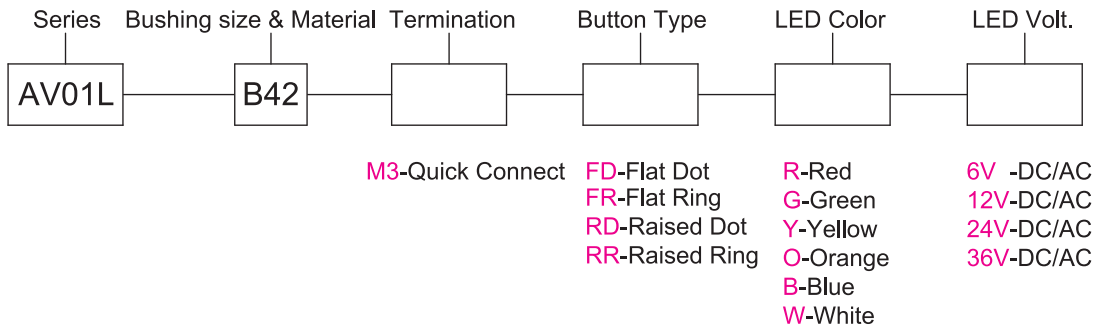 Series Bushing size & Material Termination Button Type LED Color LED Volt.
AV01L B42
M3-Quick Connect FD-Flat Dot R-Red 6V -DC/AC
FR-Flat Ring G-Green 12V-DC/AC
RD-Raised Dot Y-Yellow 24V-DC/AC
RR-Raised Ring O-Orange 36V-DC/AC
B-Blue
W-White